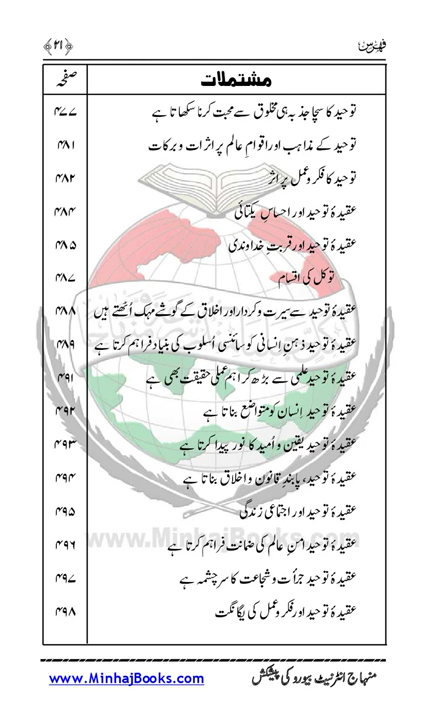 فہرس ﴿۲۱﴾
مشتملات صفحہ
توحید کا سچا جذبہ ہی مخلوق سے محبت کرنا سکھاتا ہے ۴۷۷
توحید کے مذاہب اور اقوامِ عالم پر اثرات و برکات ۴۸۱
توحید کا فکر و عمل پر اثر ۴۸۲
عقیدۂ توحید اور احساسِ یکتائی ۴۸۴
عقیدۂ توحید اور قربتِ خداوندی ۴۸۵
توکل کی اقسام ۴۸۷
عقیدۂ توحید سے سیرت و کردار اور اخلاق کے گوشے مہک اُٹھتے ہیں ۴۸۸
عقیدۂ توحید ذہنِ انسانی کو سائنسی اُسلوب کی بنیاد فراہم کرتا ہے ۴۸۹
عقیدۂ توحید علمی سے بڑھ کر اہم عملی حقیقت بھی ہے ۴۹۱
عقیدۂ توحید اِنسان کو متواضع بناتا ہے ۴۹۲
عقیدۂ توحید یقین و اُمید کا نور پیدا کرتا ہے ۴۹۳
عقیدۂ توحید، پابندِ قانون و اخلاق بناتا ہے ۴۹۴
عقیدۂ توحید اور اجتماعی زندگی ۴۹۵
عقیدۂ توحید امنِ عالم کی ضمانت فراہم کرتا ہے ۴۹۶
عقیدۂ توحید جرأت و شجاعت کا سرچشمہ ہے ۴۹۷
عقیدۂ توحید اور فکر و عمل کی یگانگت ۴۹۸
www.MinhajBooks.com
منہاج انٹرنیٹ بیورو کی پیشکش www.MinhajBooks.com